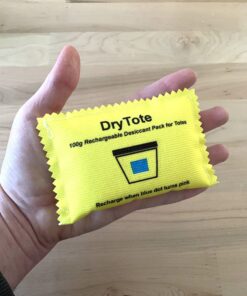 DryTote
100g Rechargeable Desiccant Pack for Totes
Recharge when blue dot turns pink